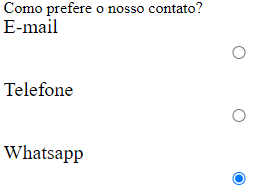 Como prefere o nosso contato?
E-mail
Telefone
Whatsapp